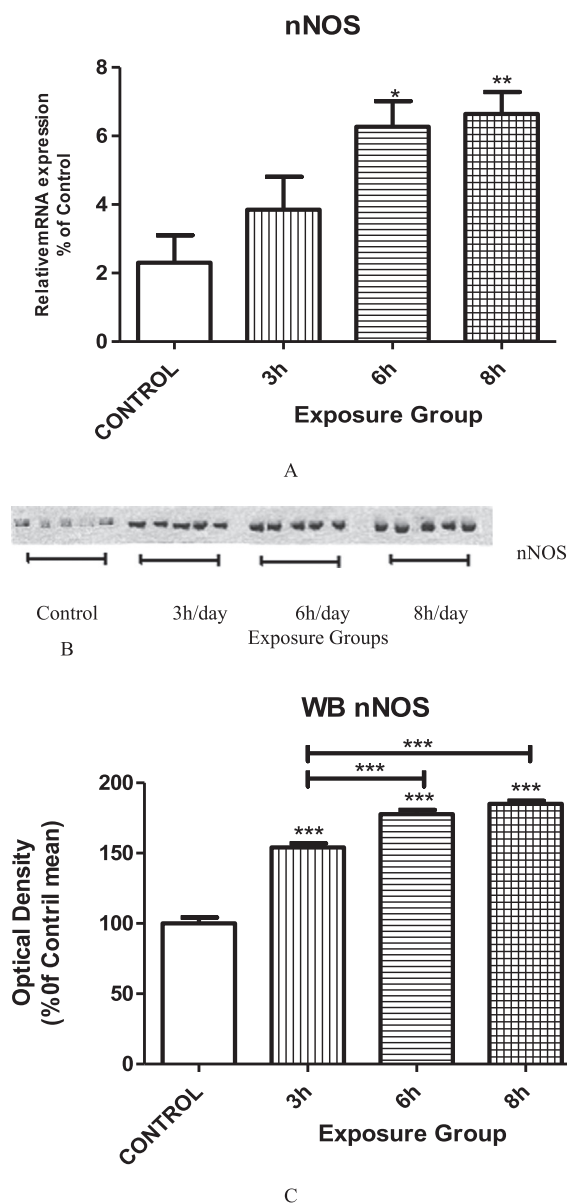 nNOS
8
6
4
2
0
RelativemRNA expression
% of Control
*
**
CONTROL
3h
6h
8h
Exposure Group
A
nNOS
Control 3h/day 6h/day 8h/day
B Exposure Groups
WB nNOS
***
***
***
***
***
200
150
100
50
0
Optical Density
(%0f Contril mean)
CONTROL
3h
6h
8h
Exposure Group
C